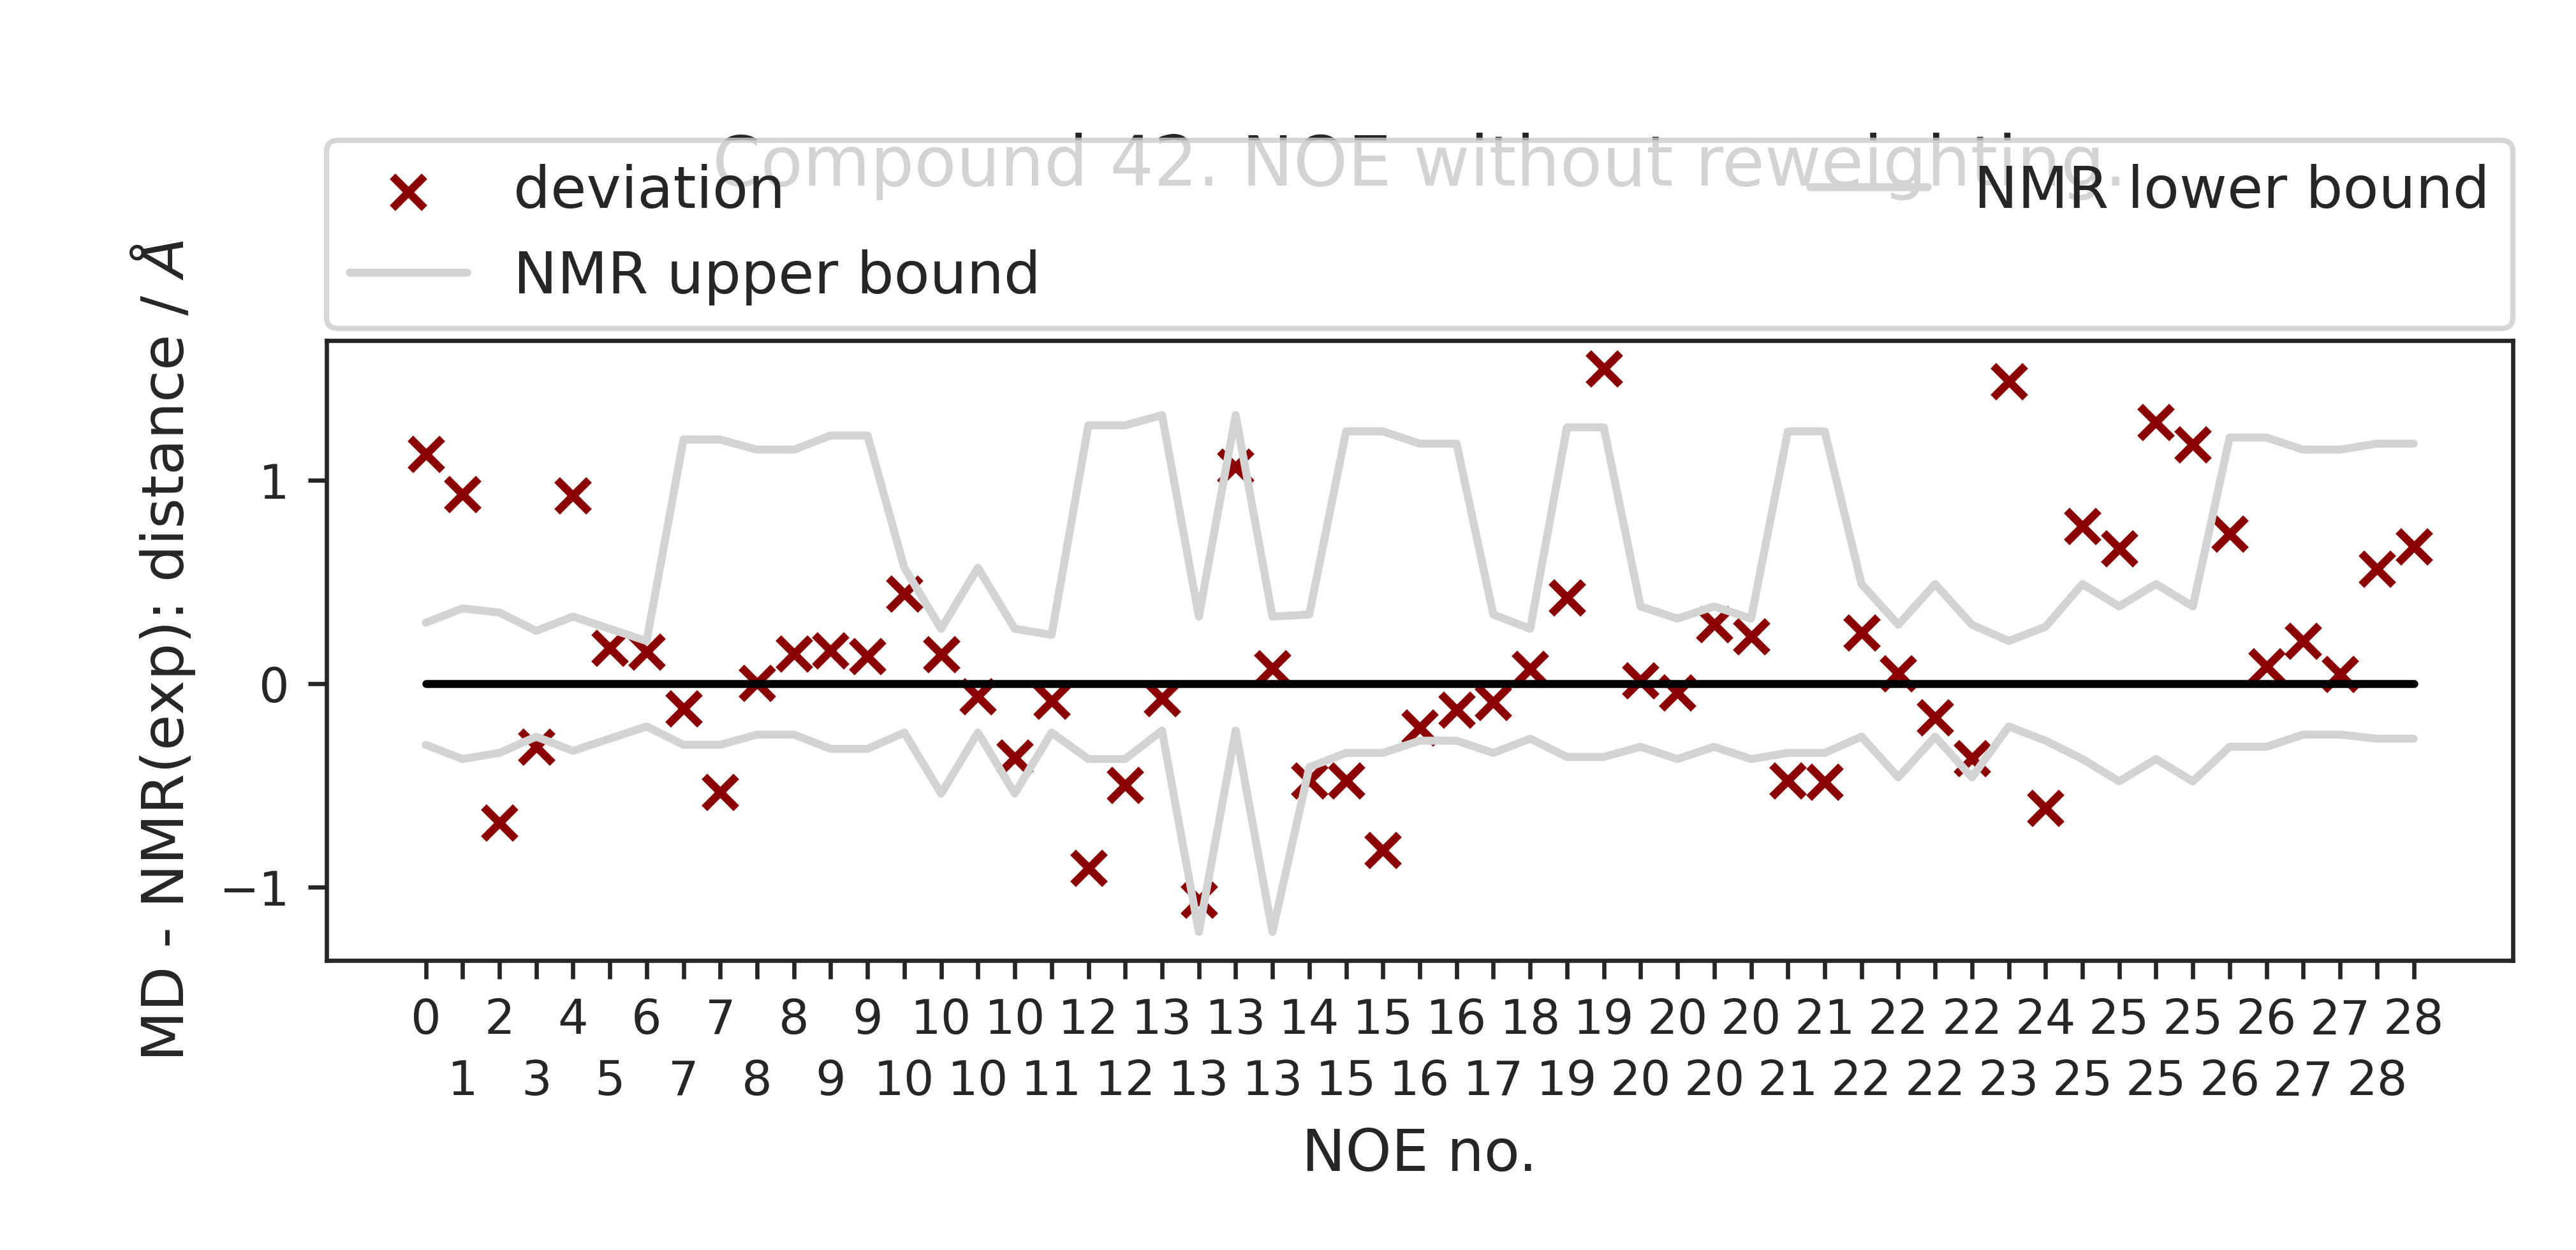 Compound 42. NOE without reweighting.
deviation
NMR upper bound
NMR lower bound
MD - NMR(exp): distance / Å
1
0
−1
0 2 4 6 7 8 9 10 10 12 13 13 14 15 16 18 19 20 20 21 22 22 24 25 25 26 27 28
1 3 5 7 8 9 10 10 11 12 13 13 15 16 17 19 20 20 21 22 22 23 25 25 26 27 28
NOE no.